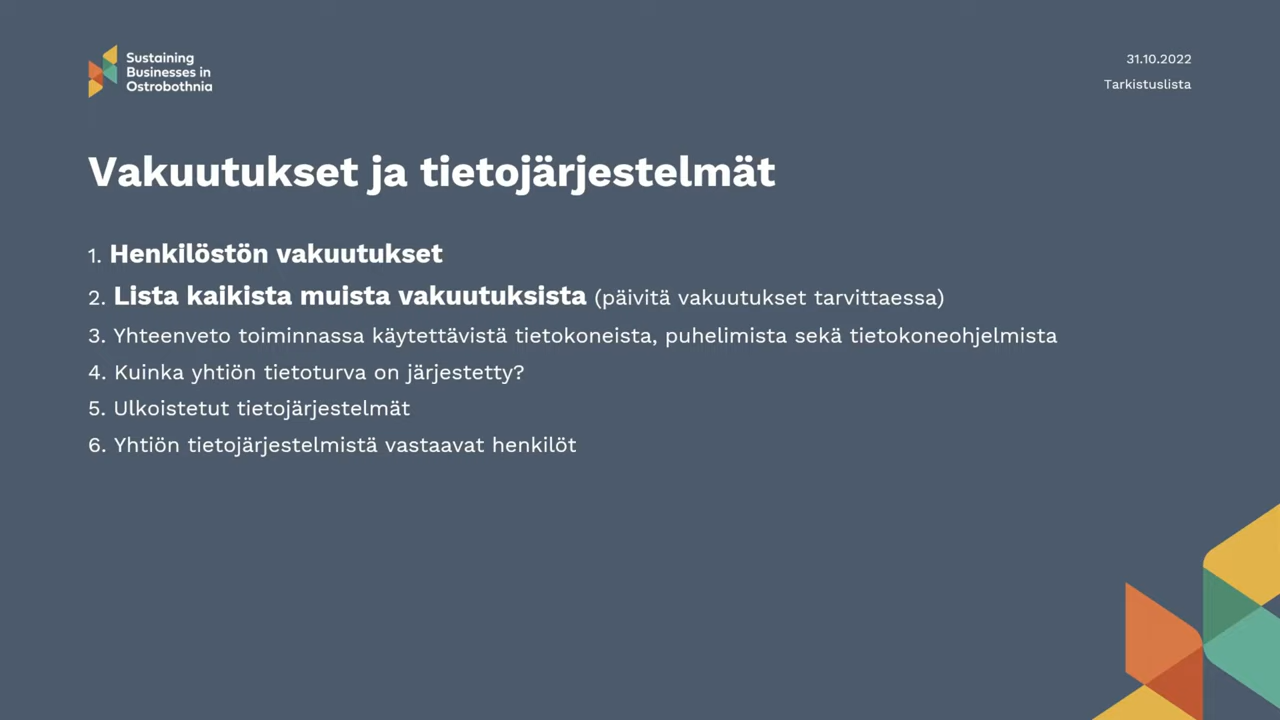 Sustaining
Businesses in
Ostrobothnia
31.10.2022
Tarkistuslista
Vakuutukset ja tietojärjestelmät
1. Henkilöstön vakuutukset
2. Lista kaikista muista vakuutuksista (päivitä vakuutukset tarvittaessa)
3. Yhteenveto toiminnassa käytettävistä tietokoneista, puhelimista sekä tietokoneohjelmista
4. Kuinka yhtiön tietoturva on järjestetty?
5. Ulkoistetut tietojärjestelmät
6. Yhtiön tietojärjestelmistä vastaavat henkilöt